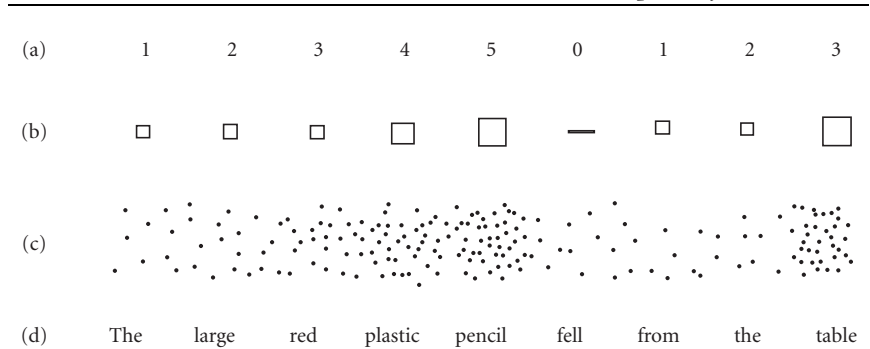 (a) 1 2 3 4 5 0 1 2 3
(b)
(c)
(d) The large red plastic pencil fell from the table